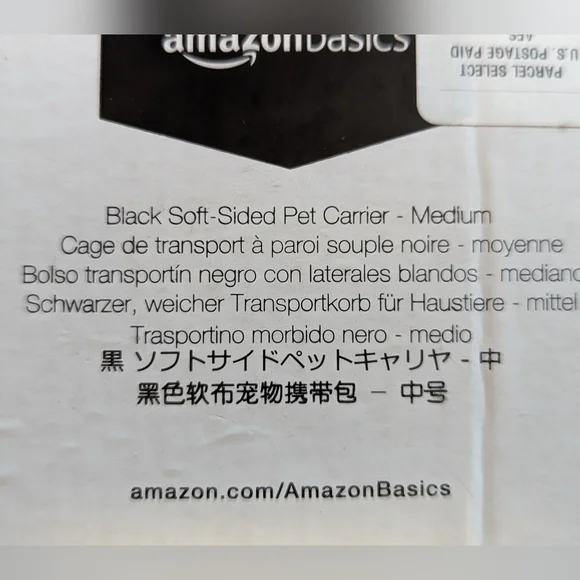 amazonbasics
PARCEL SELECT
U.S. POSTAGE PAID
Black Soft-Sided Pet Carrier - Medium
Cage de transport à paroi souple noire - moyenne
Bolso transportín negro con laterales blandos - mediano
Schwarzer, weicher Transportkorb für Haustiere - mittel
Trasportino morbido nero - medio
黒 ソフトサイドペットキャリヤ - 中
黑色软布宠物携带包 － 中号
amazon.com/AmazonBasics